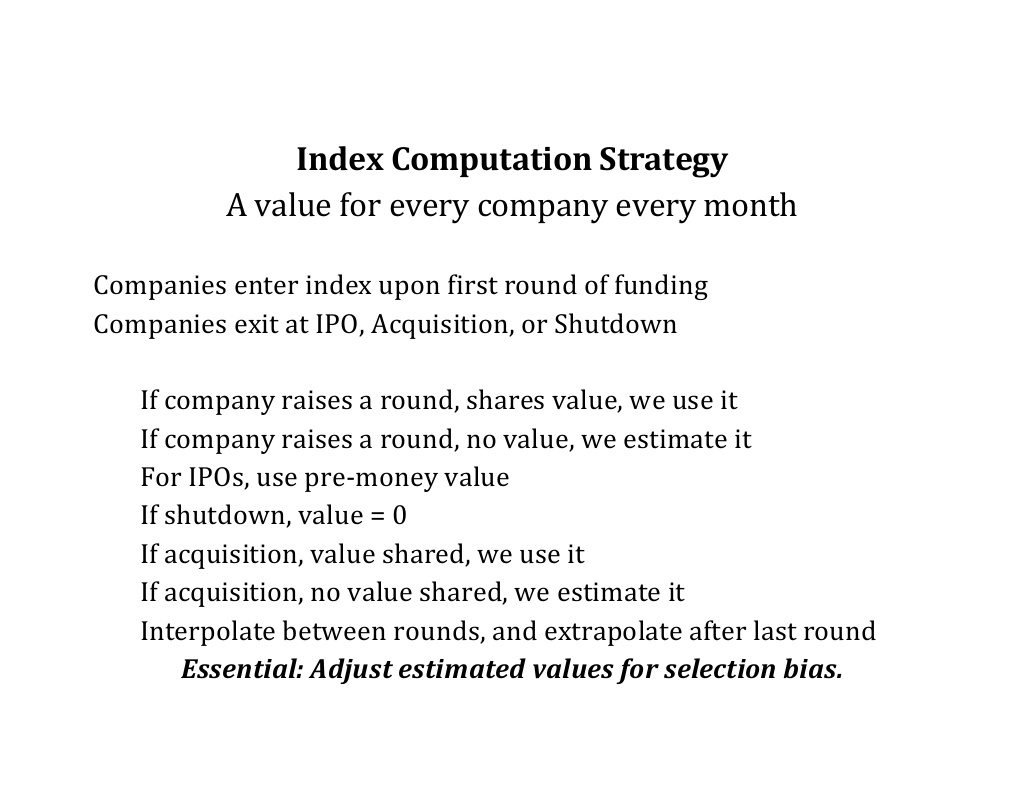 Index Computation Strategy
A value for every company every month
Companies enter index upon first round of funding
Companies exit at IPO, Acquisition, or Shutdown
If company raises a round, shares value, we use it
If company raises a round, no value, we estimate it
For IPOs, use pre-money value
If shutdown, value = 0
If acquisition, value shared, we use it
If acquisition, no value shared, we estimate it
Interpolate between rounds, and extrapolate after last round
Essential: Adjust estimated values for selection bias.